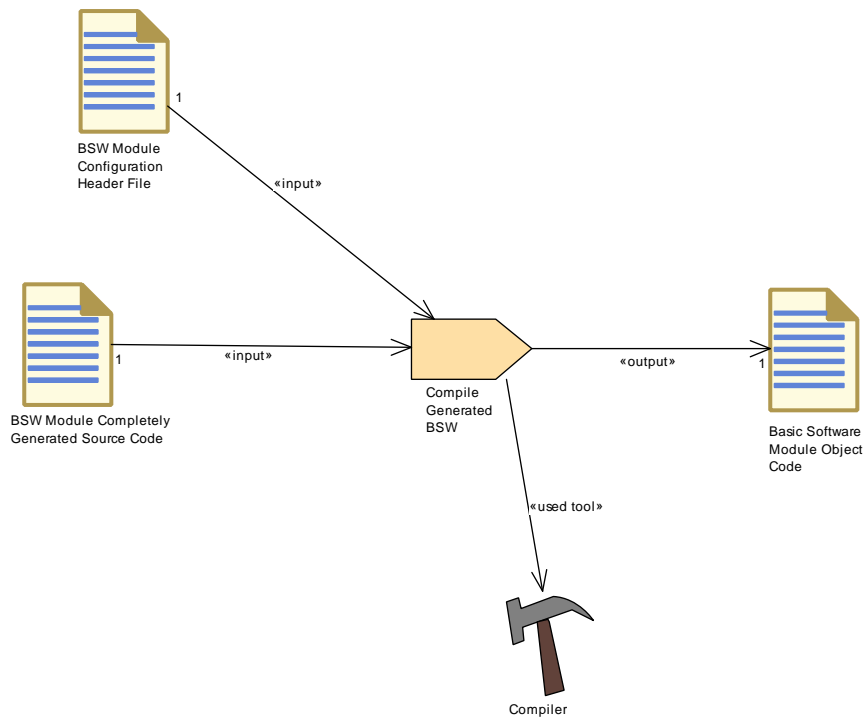 1
BSW Module
Configuration
Header File
«input»
BSW Module Completely
Generated Source Code
1
«input»
Compile
Generated
BSW
«output»
1
Basic Software
Module Object
Code
«used tool»
Compiler